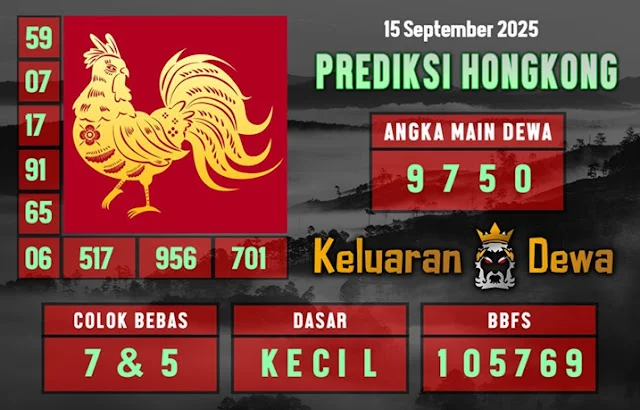 59
07
17
91
65
06 517 956 701
15 September 2025
PREDIKSI HONGKONG
ANGKA MAIN DEWA
9 7 5 0
Keluaran Dewa
COLOK BEBAS
7 & 5
DASAR
KECIL
BBFS
105769